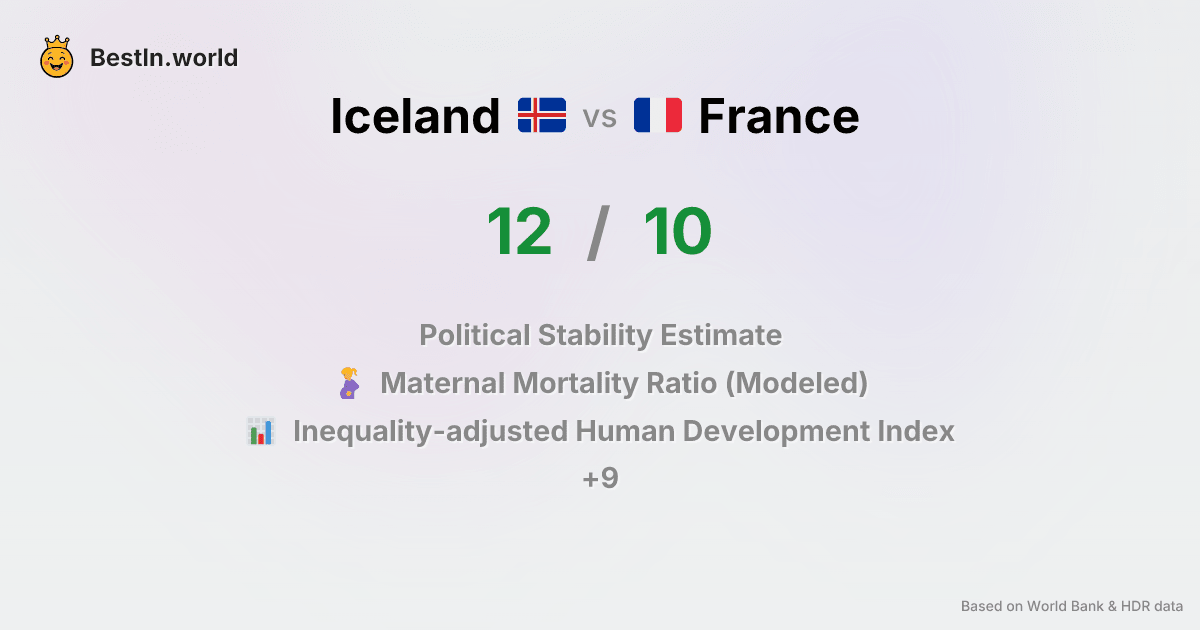 BestIn.world
Iceland vs France
12 / 10
Political Stability Estimate
Maternal Mortality Ratio (Modeled)
Inequality-adjusted Human Development Index
+9
Based on World Bank & HDR data